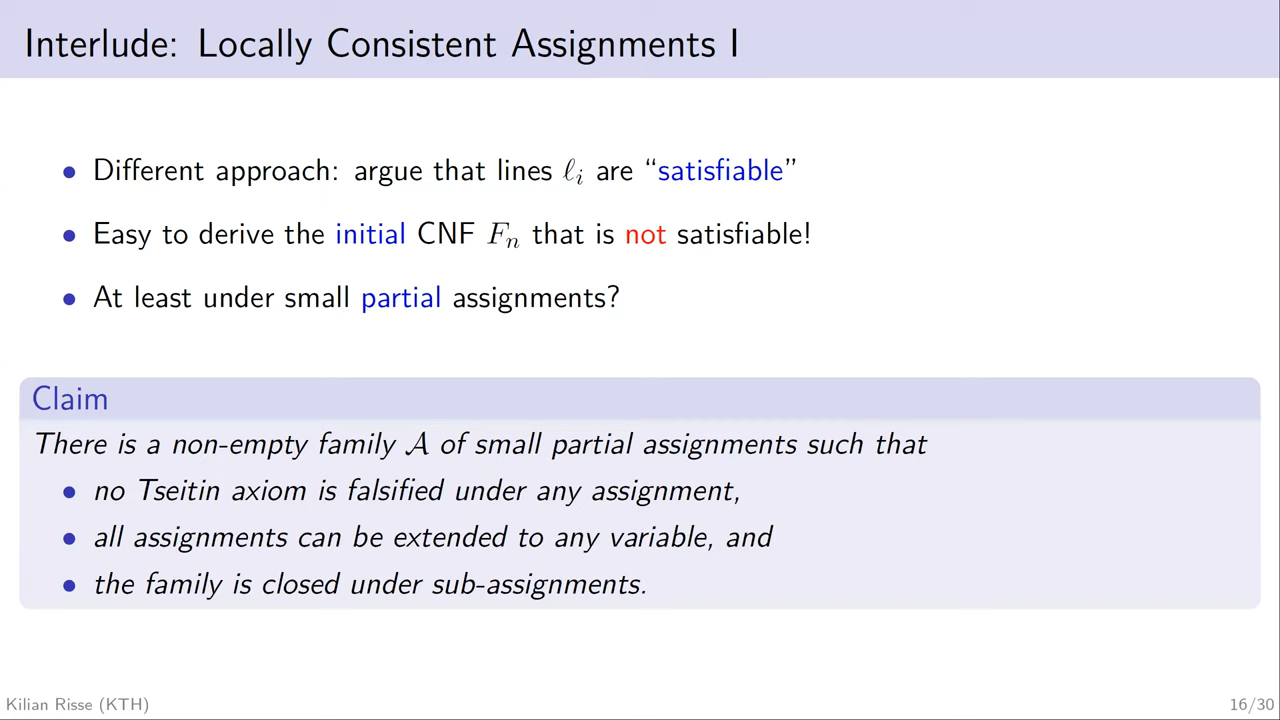 Interlude: Locally Consistent Assignments I
• Different approach: argue that lines ℓᵢ are “satisfiable”
• Easy to derive the initial CNF Fₙ that is not satisfiable!
• At least under small partial assignments?
Claim
There is a non-empty family 𝒜 of small partial assignments such that
• no Tseitin axiom is falsified under any assignment,
• all assignments can be extended to any variable, and
• the family is closed under sub-assignments.
Kilian Risse (KTH)
16/30